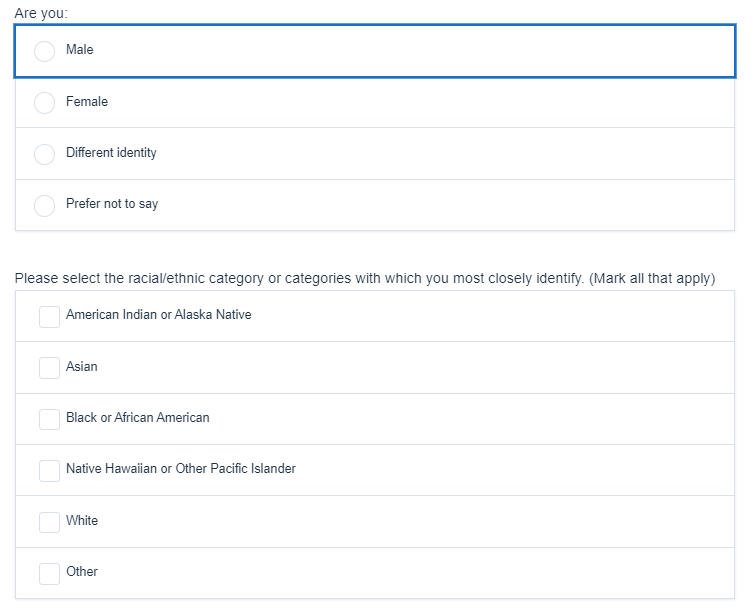 Are you:
Male
Female
Different identity
Prefer not to say
Please select the racial/ethnic category or categories with which you most closely identify. (Mark all that apply)
American Indian or Alaska Native
Asian
Black or African American
Native Hawaiian or Other Pacific Islander
White
Other